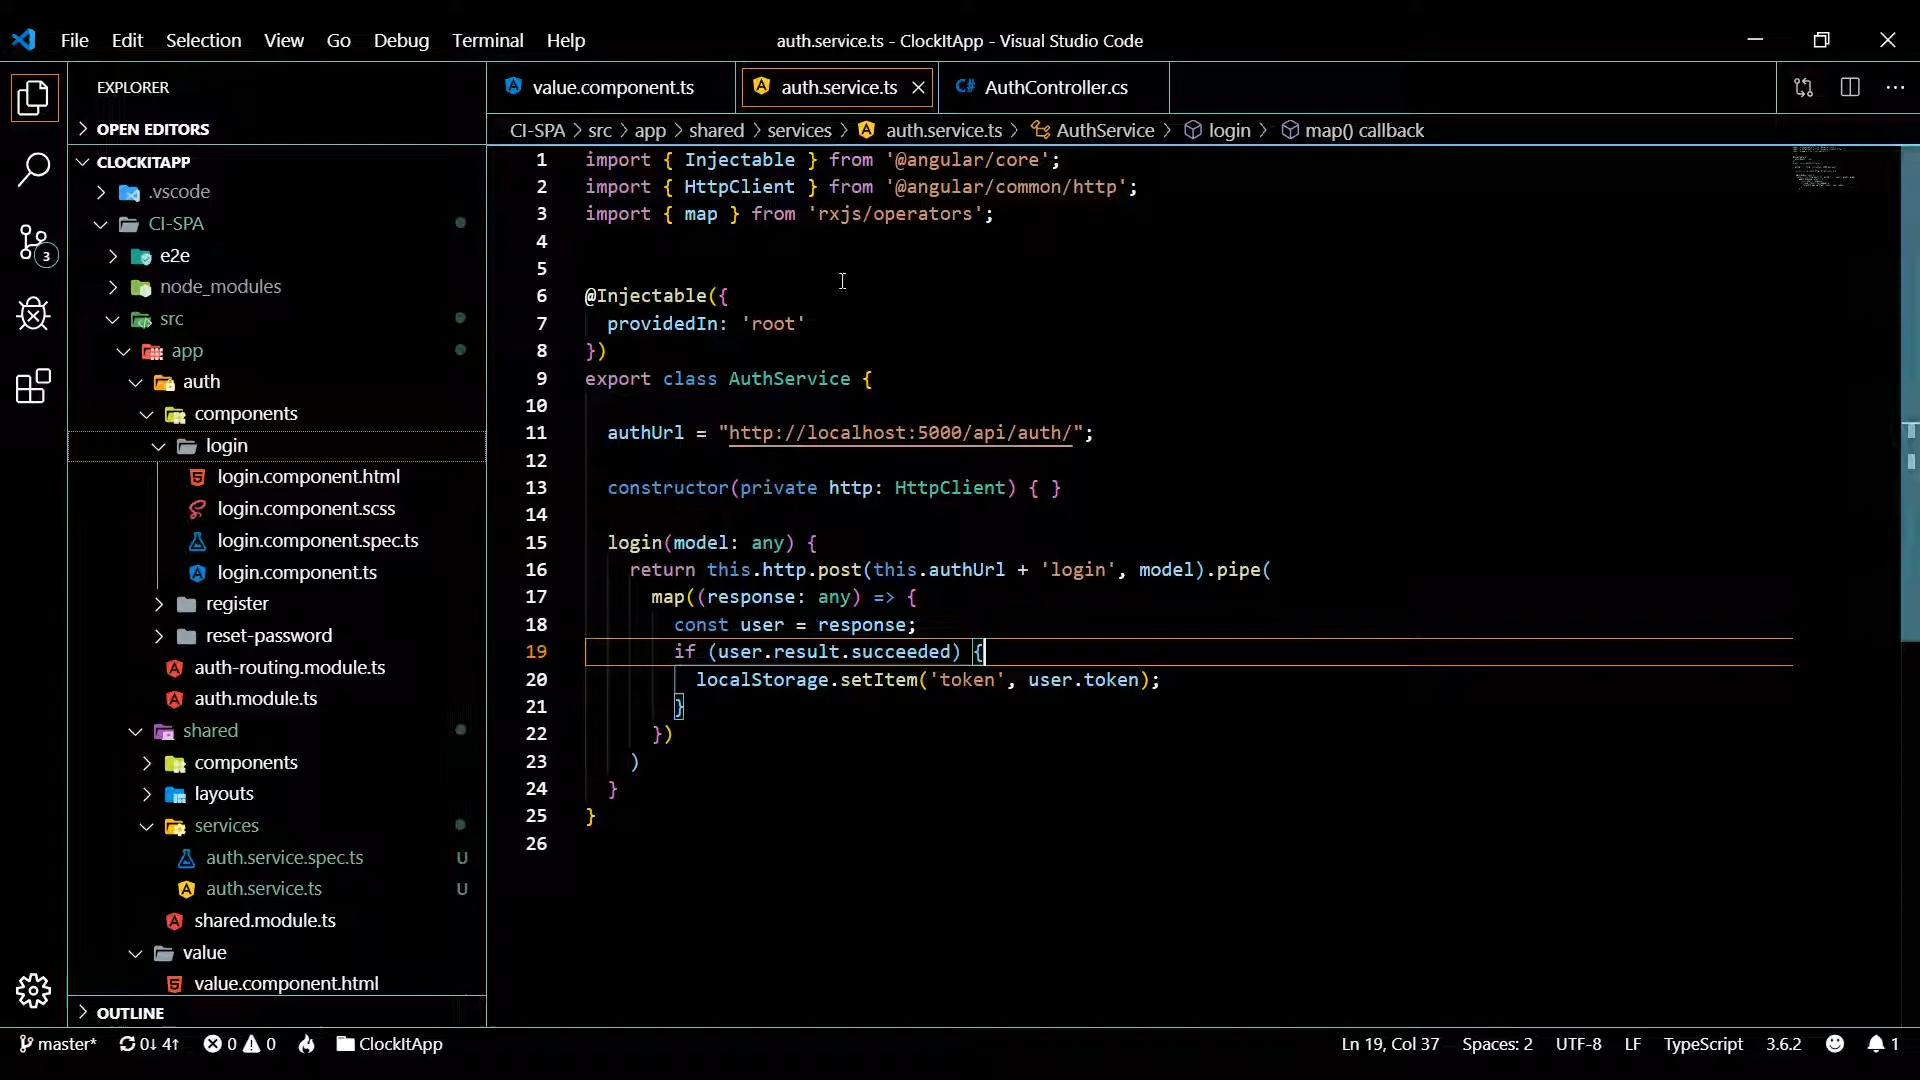 File Edit Selection View Go Debug Terminal Help
auth.service.ts - ClockItApp - Visual Studio Code
EXPLORER
OPEN EDITORS
CLOCKITAPP
.vscode
CI-SPA
e2e
node_modules
src
app
auth
components
login
login.component.html
login.component.scss
login.component.spec.ts
login.component.ts
register
reset-password
auth-routing.module.ts
auth.module.ts
shared
components
layouts
services
auth.service.spec.ts U
auth.service.ts U
shared.module.ts
value
value.component.html
OUTLINE
3
value.component.ts auth.service.ts C# AuthController.cs
CI-SPA > src > app > shared > services > auth.service.ts > AuthService > login > map() callback
1 import { Injectable } from '@angular/core';
2 import { HttpClient } from '@angular/common/http';
3 import { map } from 'rxjs/operators';
4
5
6 @Injectable({
7 providedIn: 'root'
8 })
9 export class AuthService {
10
11 authUrl = "http://localhost:5000/api/auth/";
12
13 constructor(private http: HttpClient) { }
14
15 login(model: any) {
16 return this.http.post(this.authUrl + 'login', model).pipe(
17 map((response: any) => {
18 const user = response;
19 if (user.result.succeeded) {
20 localStorage.setItem('token', user.token);
21 }
22 })
23 )
24 }
25 }
26
master* 0↓ 4↑ 0 0 ClockItApp Ln 19, Col 37 Spaces: 2 UTF-8 LF TypeScript 3.6.2 1